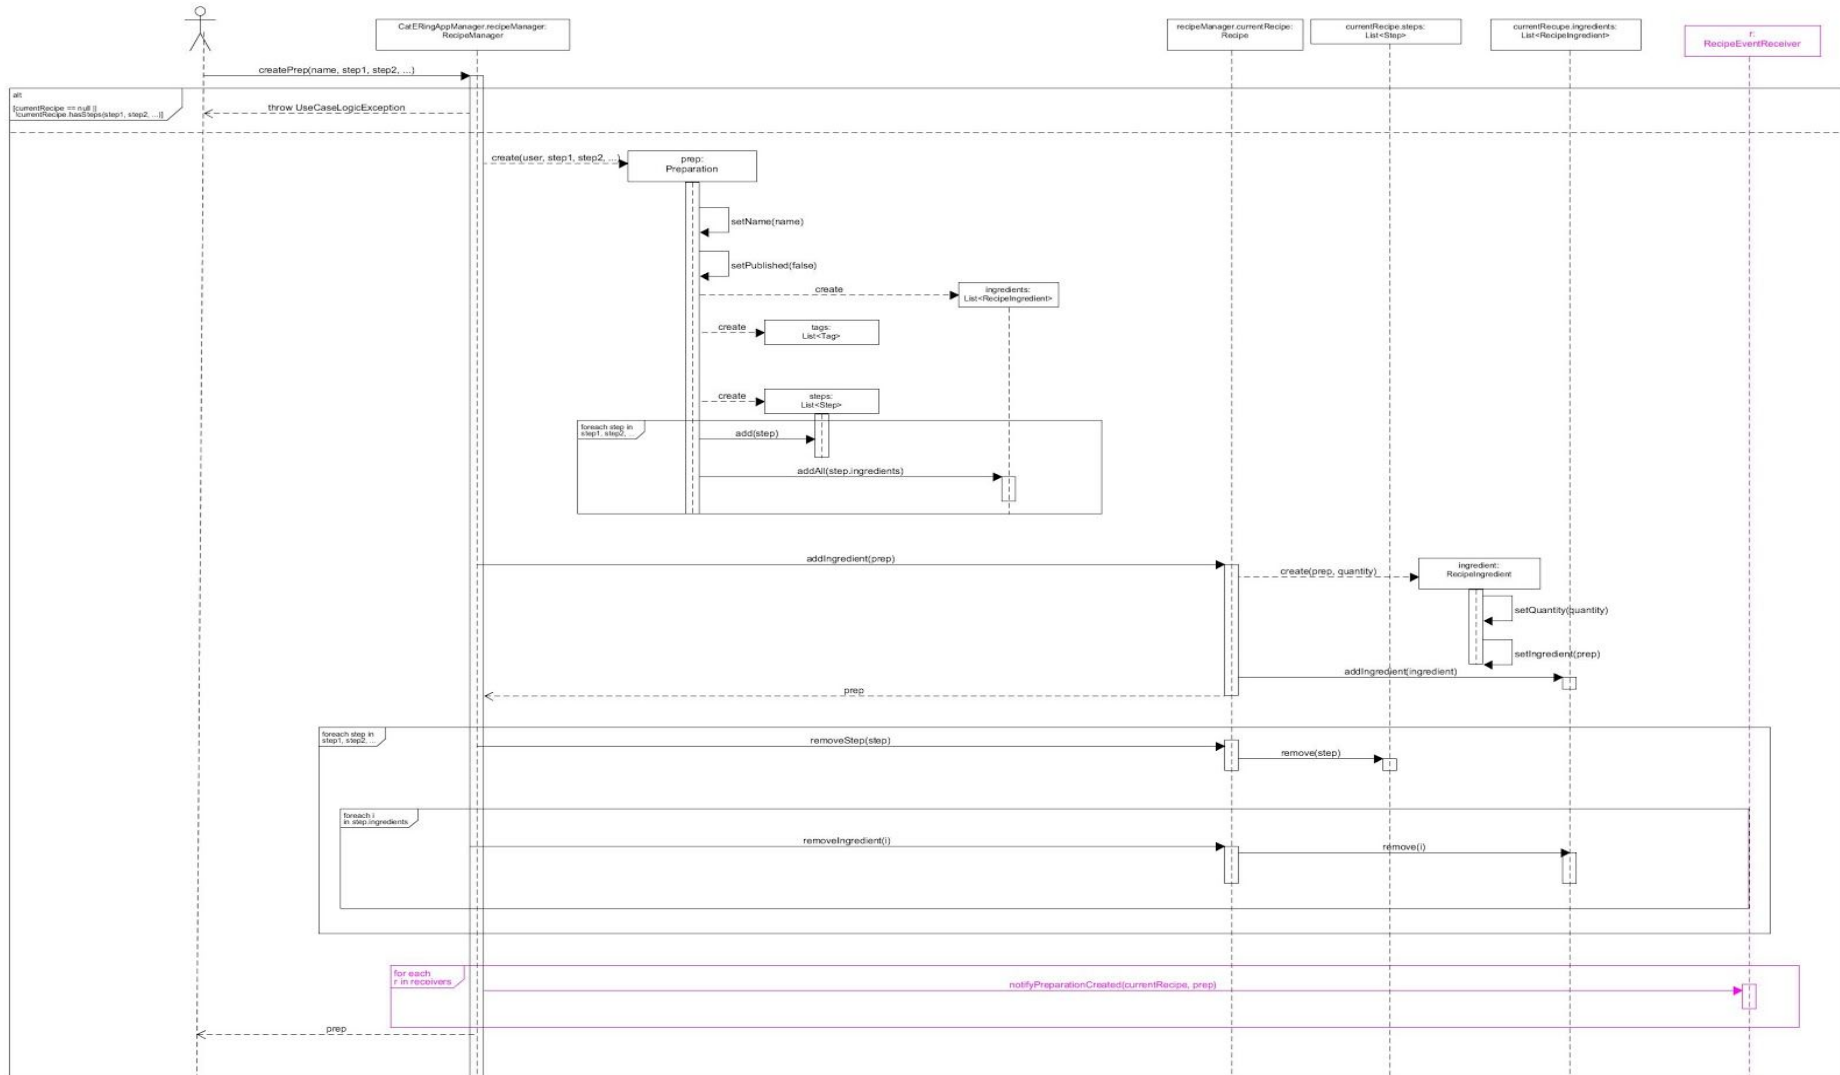 CatERingAppManager.recipeManager:
RecipeManager
recipeManager.currentRecipe:
Recipe
currentRecipe.steps:
List<Step>
currentRecupe.ingredients:
List<RecipeIngredient>
r:
RecipeEventReceiver
createPrep(name, step1, step2, ...)
alt
[currentRecipe == null ||
!currentRecipe.hasSteps(step1, step2, ...)]
throw UseCaseLogicException
create(user, step1, step2, ...)
prep:
Preparation
setName(name)
setPublished(false)
create
ingredients:
List<RecipeIngredient>
create
tags:
List<Tag>
create
steps:
List<Step>
foreach step in
step1, step2, ...
add(step)
addAll(step.ingredients)
addIngredient(prep)
create(prep, quantity)
ingredient:
RecipeIngredient
setQuantity(quantity)
setIngredient(prep)
addIngredient(ingredient)
prep
foreach step in
step1, step2, ...
removeStep(step)
remove(step)
foreach i
in step.ingredients
removeIngredient(i)
remove(i)
for each
r in receivers
notifyPreparationCreated(currentRecipe, prep)
prep